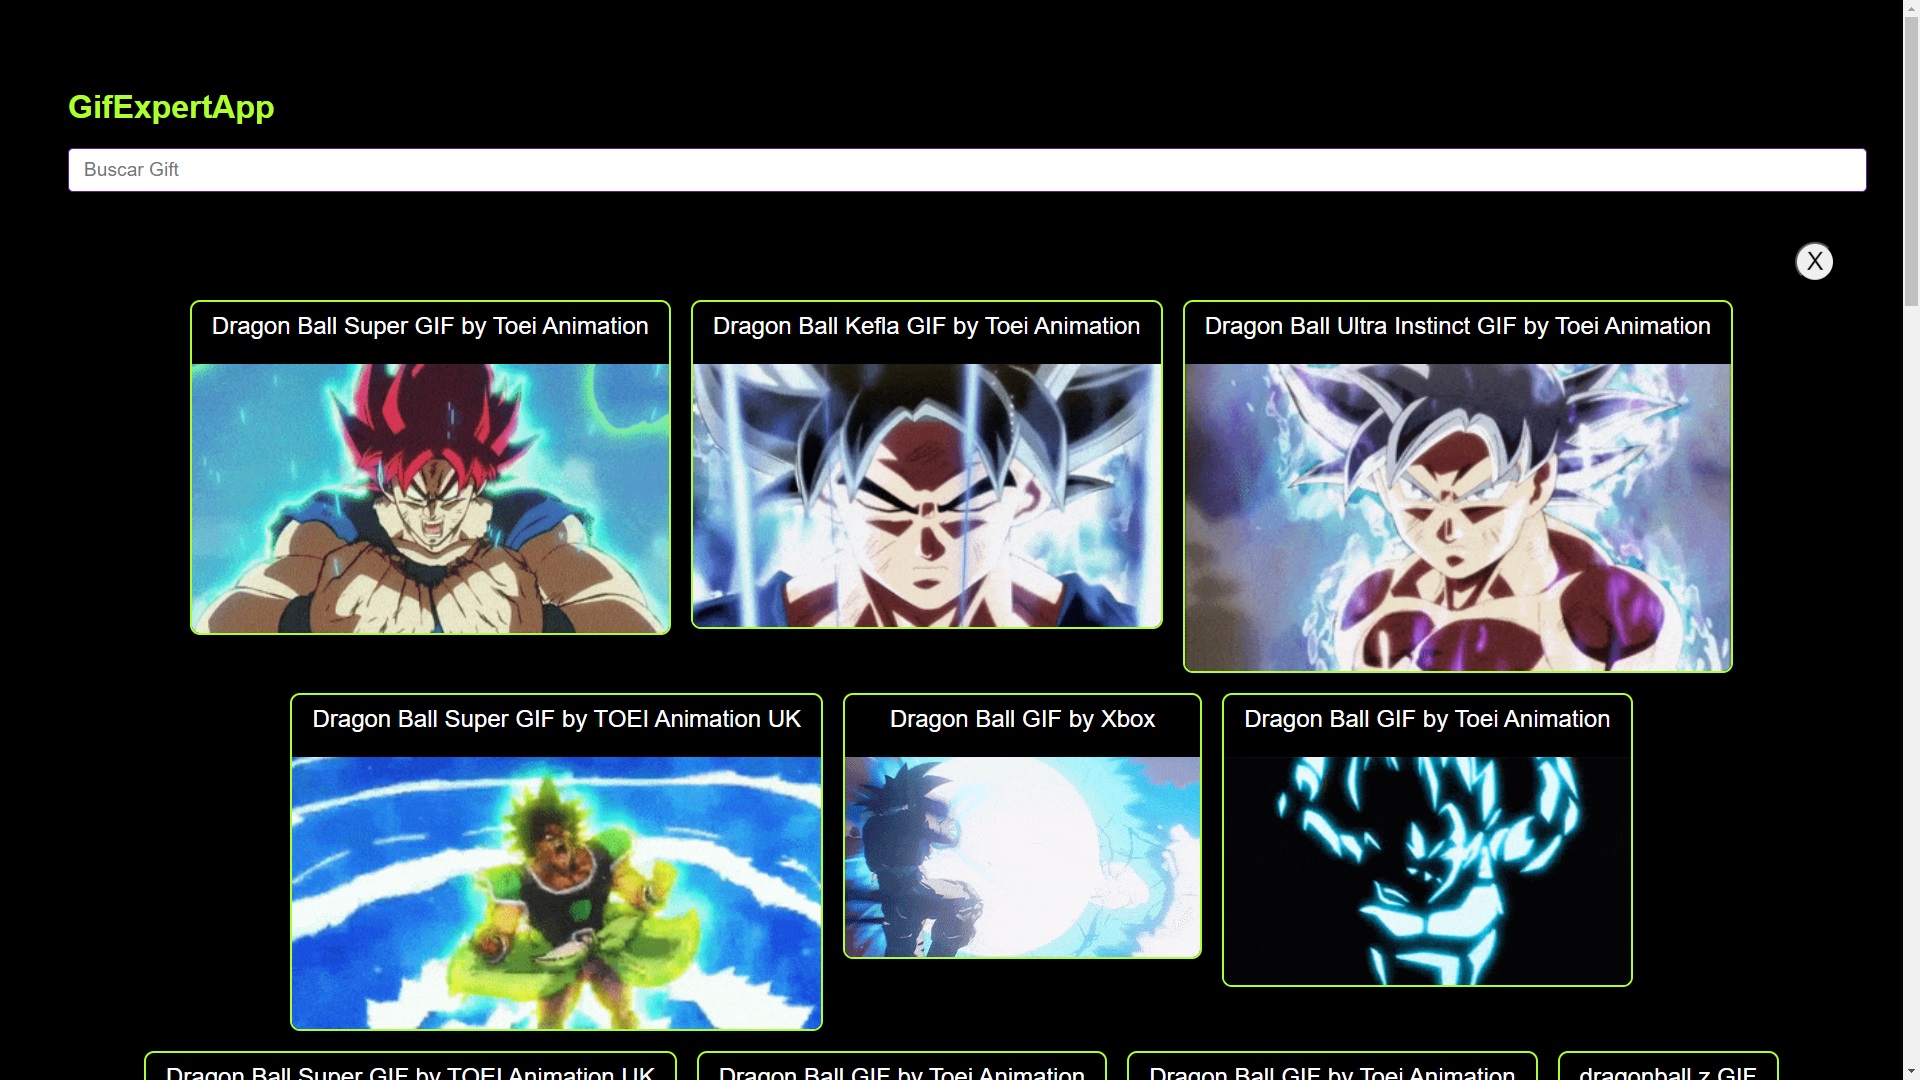 GifExpertApp
Buscar Gift
X
Dragon Ball Super GIF by Toei Animation
Dragon Ball Kefla GIF by Toei Animation
Dragon Ball Ultra Instinct GIF by Toei Animation
Dragon Ball Super GIF by TOEI Animation UK
Dragon Ball GIF by Xbox
Dragon Ball GIF by Toei Animation
Dragon Ball Super GIF by TOEI Animation UK
Dragon Ball GIF by Toei Animation
Dragon Ball GIF by Toei Animation
dragonball z GIF